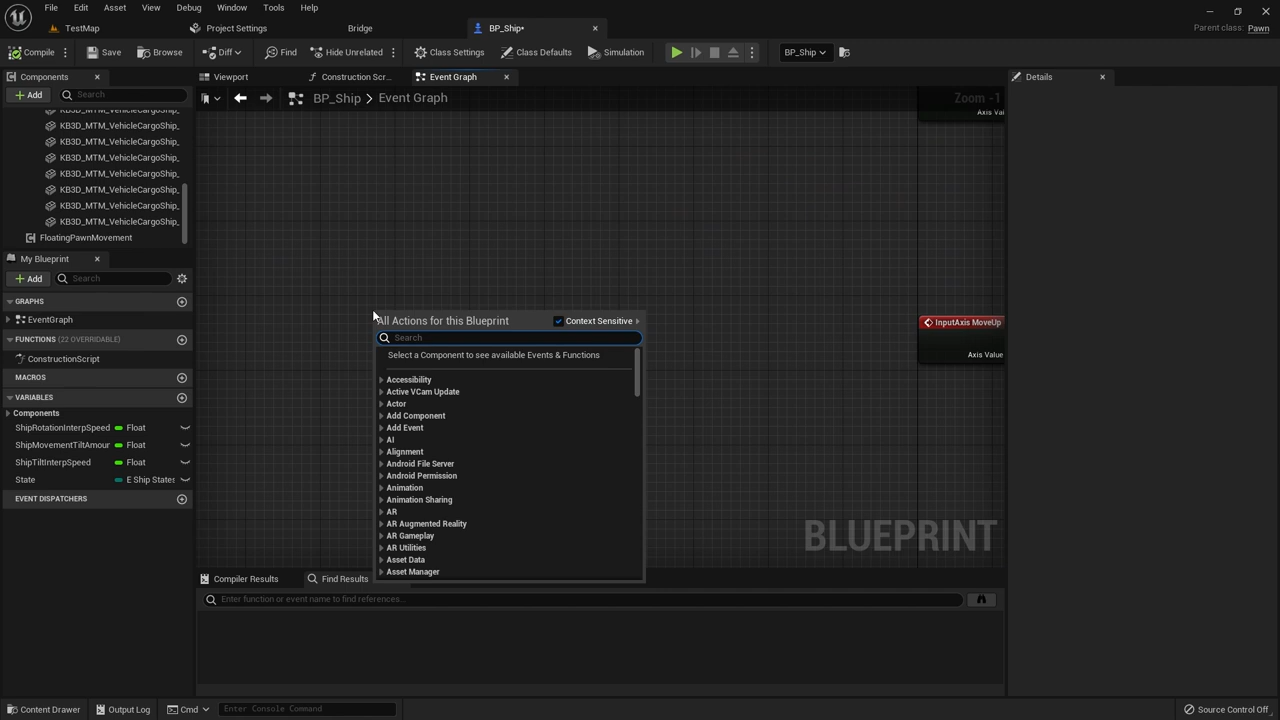 File Edit Asset View Debug Window Tools Help
TestMap Project Settings Bridge BP_Ship•
Parent class: Pawn
Compile Save Browse Diff Find Hide Unrelated Class Settings Class Defaults Simulation BP_Ship
Components
Viewport Construction Scr... Event Graph Details
Add Search
BP_Ship > Event Graph
Zoom -1
KB3D_MTM_VehicleCargoShip_
Axis Val
KB3D_MTM_VehicleCargoShip_
KB3D_MTM_VehicleCargoShip_
KB3D_MTM_VehicleCargoShip_
KB3D_MTM_VehicleCargoShip_
KB3D_MTM_VehicleCargoShip_
KB3D_MTM_VehicleCargoShip_
KB3D_MTM_VehicleCargoShip_
FloatingPawnMovement
My Blueprint
Add Search
GRAPHS
EventGraph
FUNCTIONS (22 OVERRIDABLE)
ConstructionScript
MACROS
VARIABLES
Components
ShipRotationInterpSpeed Float
ShipMovementTiltAmour Float
ShipTiltInterpSpeed Float
State E Ship States
EVENT DISPATCHERS
All Actions for this Blueprint Context Sensitive
Search
Select a Component to see available Events & Functions
Accessibility
Active VCam Update
Actor
Add Component
Add Event
AI
Alignment
Android File Server
Android Permission
Animation
Animation Sharing
AR
AR Augmented Reality
AR Gameplay
AR Utilities
Asset Data
Asset Manager
InputAxis MoveUp
Axis Value
BLUEPRINT
Compiler Results Find Results
Enter function or event name to find references...
Content Drawer Output Log Cmd Enter Console Command Source Control Off